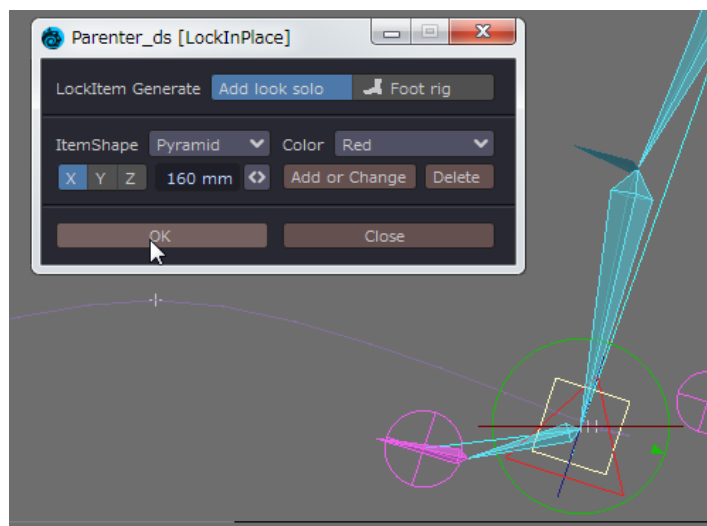 Parenter_ds [LockInPlace]
LockItem Generate Add look solo Foot rig
ItemShape Pyramid Color Red
X Y Z 160 mm Add or Change Delete
OK Close